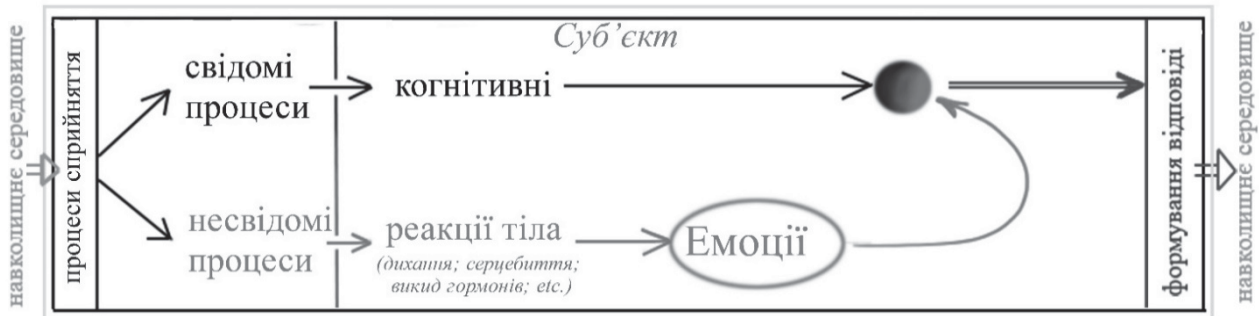 навколишнє середовище
процеси сприйняття
Суб’єкт
свідомі
процеси
когнітивні
несвідомі
процеси
реакції тіла
(дихання; серцебиття;
викид гормонів; etc.)
Емоції
формування відповіді
навколишнє середовище